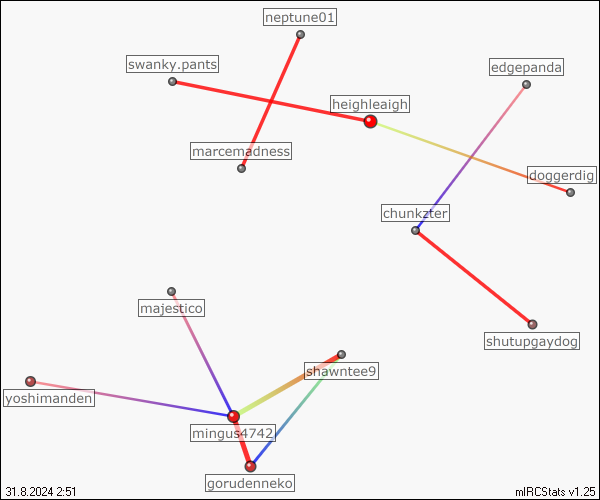 neptune01
swanky.pants
edgepanda
heighleaigh
marcemadness
doggerdig
chunkzter
majestico
shutupgaydog
shawntee9
yoshimanden
mingus4742
gorudenneko
31.8.2024 2:51
mIRCStats v1.25